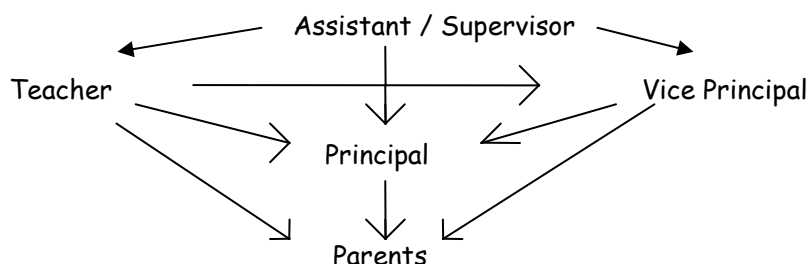 Assistant / Supervisor
Teacher
Vice Principal
Principal
Parents